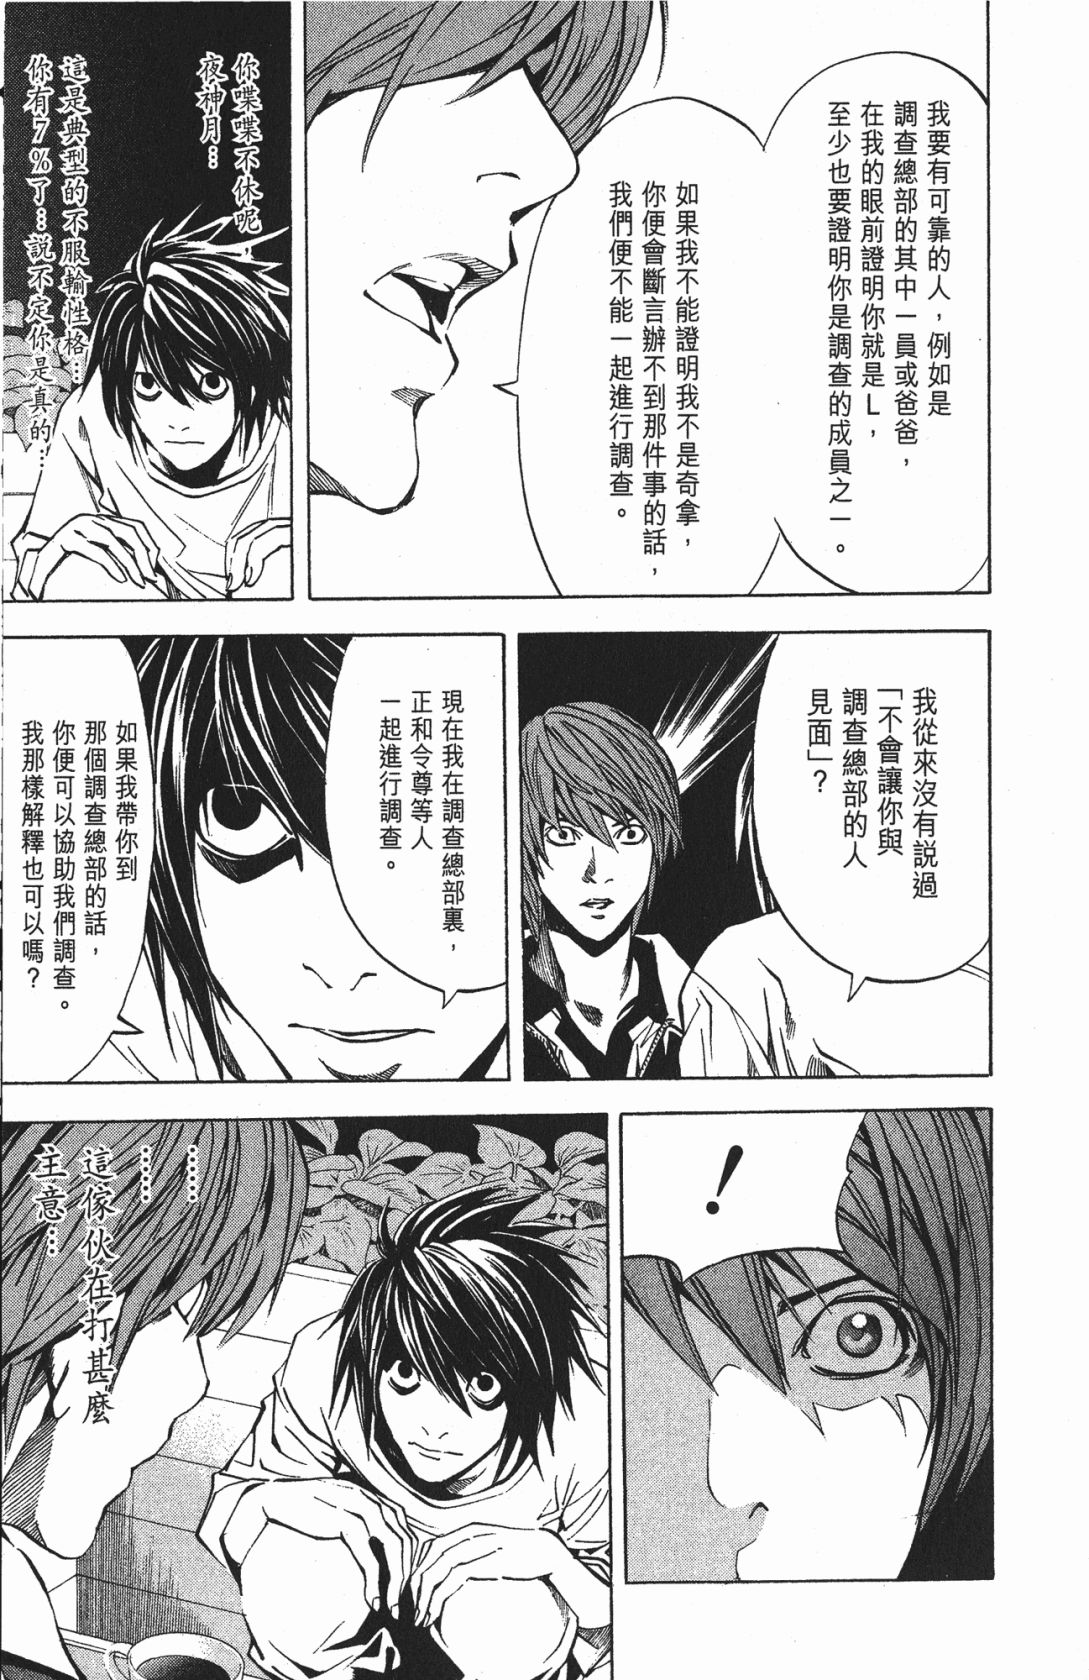 我要有可靠的人，例如是
調查總部的其中一員或爸爸，
在我的眼前證明你就是L，
至少也要證明你是調查的成員之一。
如果我不能證明我不是奇拿，
你便會斷言辦不到那件事的話，
我們便不能一起進行調查。
你喋喋不休呢，
夜神月…
這是典型的不服輸性格…
你有7%了…說不定你是真的…
我從來沒有説過
「不會讓你與
調查總部的人
見面」？
現在我在調查總部裏，
正和令尊等人
一起進行調查。
如果我帶你到
那個調查總部的話，
你便可以協助我們調查。
我那樣解釋也可以嗎？
！
……
……
這傢伙在打甚麼
主意…